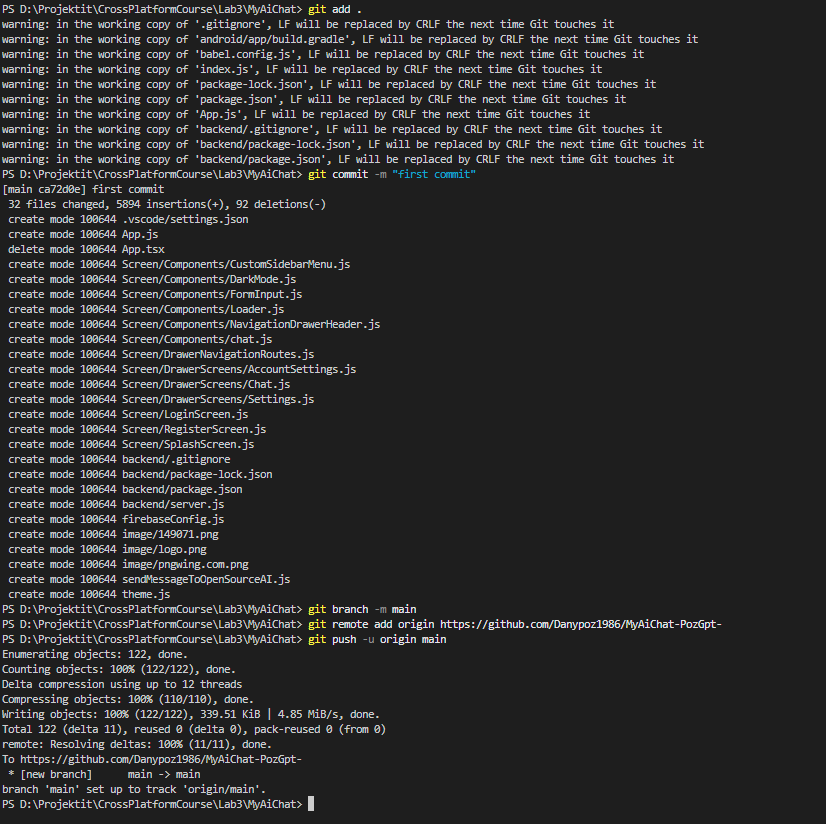 PS D:\Projektit\CrossPlatformCourse\Lab3\MyAiChat> git add .
warning: in the working copy of '.gitignore', LF will be replaced by CRLF the next time Git touches it
warning: in the working copy of 'android/app/build.gradle', LF will be replaced by CRLF the next time Git touches it
warning: in the working copy of 'babel.config.js', LF will be replaced by CRLF the next time Git touches it
warning: in the working copy of 'index.js', LF will be replaced by CRLF the next time Git touches it
warning: in the working copy of 'package-lock.json', LF will be replaced by CRLF the next time Git touches it
warning: in the working copy of 'package.json', LF will be replaced by CRLF the next time Git touches it
warning: in the working copy of 'App.js', LF will be replaced by CRLF the next time Git touches it
warning: in the working copy of 'backend/.gitignore', LF will be replaced by CRLF the next time Git touches it
warning: in the working copy of 'backend/package-lock.json', LF will be replaced by CRLF the next time Git touches it
warning: in the working copy of 'backend/package.json', LF will be replaced by CRLF the next time Git touches it
PS D:\Projektit\CrossPlatformCourse\Lab3\MyAiChat> git commit -m "first commit"
[main ca72d0e] first commit
 32 files changed, 5894 insertions(+), 92 deletions(-)
 create mode 100644 .vscode/settings.json
 create mode 100644 App.js
 delete mode 100644 App.tsx
 create mode 100644 Screen/Components/CustomSidebarMenu.js
 create mode 100644 Screen/Components/DarkMode.js
 create mode 100644 Screen/Components/FormInput.js
 create mode 100644 Screen/Components/Loader.js
 create mode 100644 Screen/Components/NavigationDrawerHeader.js
 create mode 100644 Screen/Components/chat.js
 create mode 100644 Screen/DrawerNavigationRoutes.js
 create mode 100644 Screen/DrawerScreens/AccountSettings.js
 create mode 100644 Screen/DrawerScreens/Chat.js
 create mode 100644 Screen/DrawerScreens/Settings.js
 create mode 100644 Screen/LoginScreen.js
 create mode 100644 Screen/RegisterScreen.js
 create mode 100644 Screen/SplashScreen.js
 create mode 100644 backend/.gitignore
 create mode 100644 backend/package-lock.json
 create mode 100644 backend/package.json
 create mode 100644 backend/server.js
 create mode 100644 firebaseConfig.js
 create mode 100644 image/149071.png
 create mode 100644 image/logo.png
 create mode 100644 image/pngwing.com.png
 create mode 100644 sendMessageToOpenSourceAI.js
 create mode 100644 theme.js
PS D:\Projektit\CrossPlatformCourse\Lab3\MyAiChat> git branch -m main
PS D:\Projektit\CrossPlatformCourse\Lab3\MyAiChat> git remote add origin https://github.com/Danypoz1986/MyAiChat-PozGpt-
PS D:\Projektit\CrossPlatformCourse\Lab3\MyAiChat> git push -u origin main
Enumerating objects: 122, done.
Counting objects: 100% (122/122), done.
Delta compression using up to 12 threads
Compressing objects: 100% (110/110), done.
Writing objects: 100% (122/122), 339.51 KiB | 4.85 MiB/s, done.
Total 122 (delta 11), reused 0 (delta 0), pack-reused 0 (from 0)
remote: Resolving deltas: 100% (11/11), done.
To https://github.com/Danypoz1986/MyAiChat-PozGpt-
 * [new branch]      main -> main
branch 'main' set up to track 'origin/main'.
PS D:\Projektit\CrossPlatformCourse\Lab3\MyAiChat>